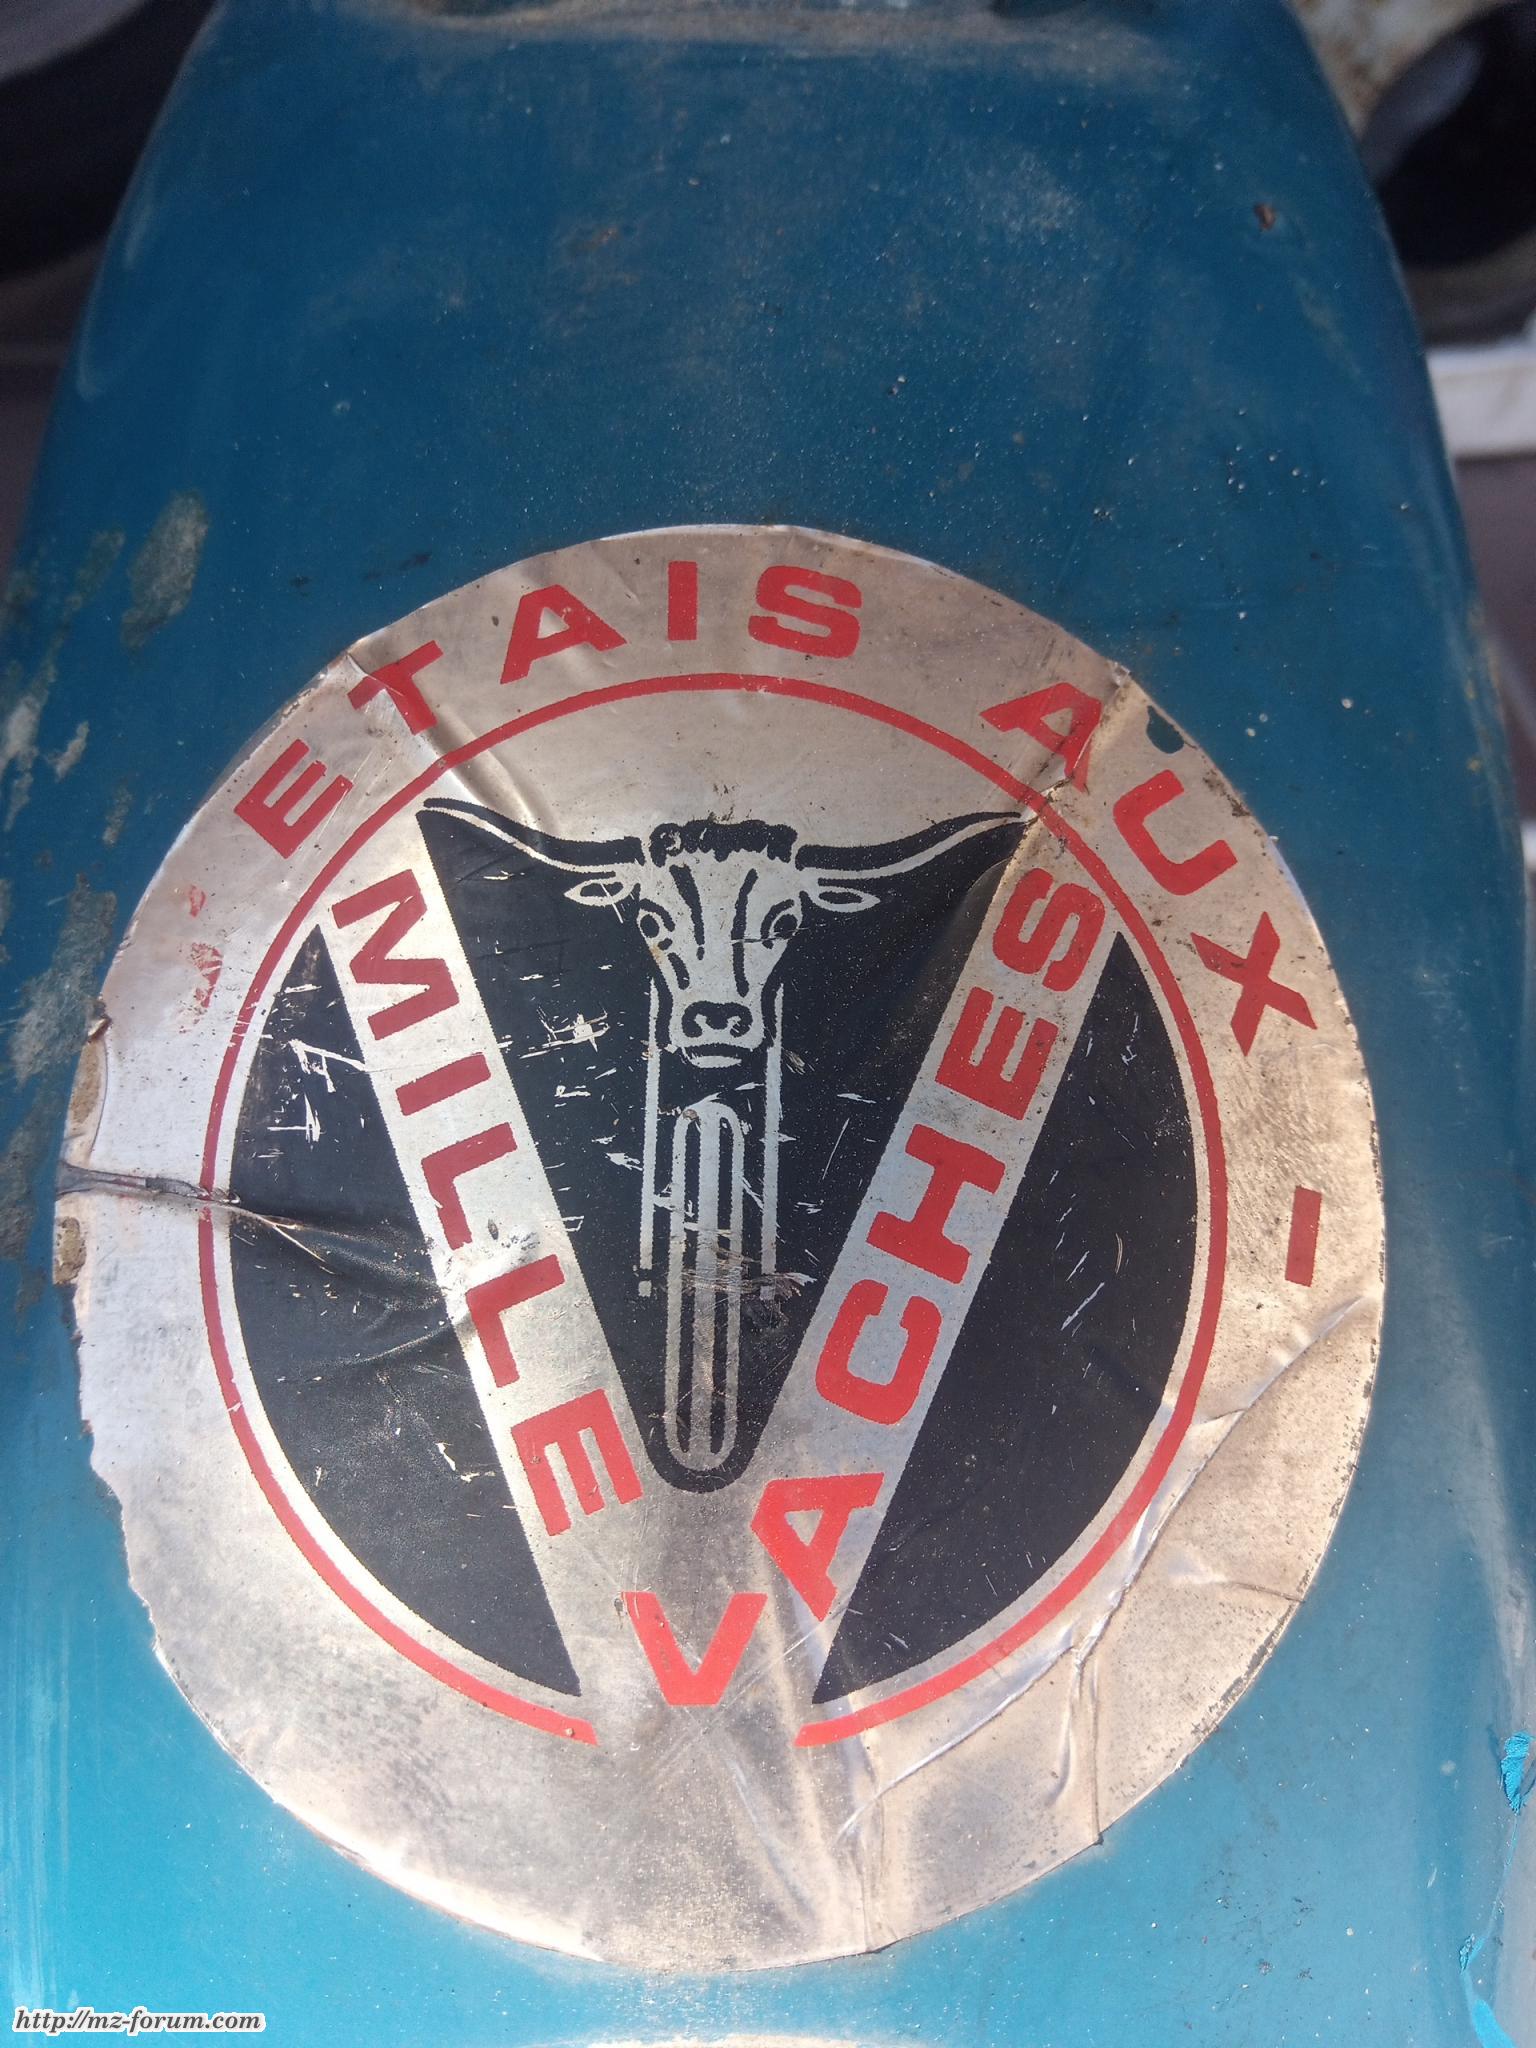 ETAIS AUX -
MILLE
VACHES
http://mz-forum.com